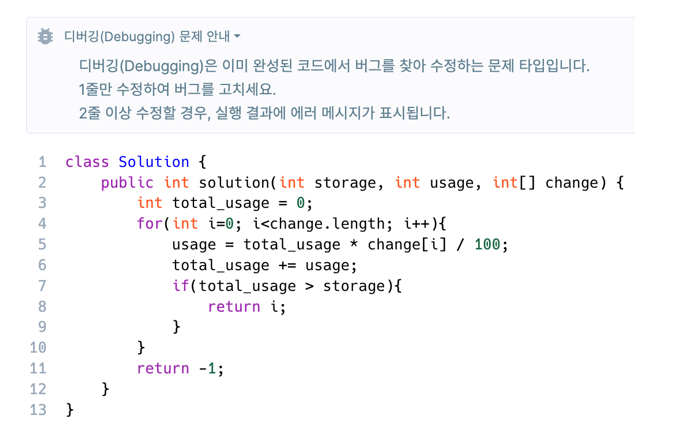 디버깅(Debugging) 문제 안내
디버깅(Debugging)은 이미 완성된 코드에서 버그를 찾아 수정하는 문제 타입입니다.
1줄만 수정하여 버그를 고치세요.
2줄 이상 수정할 경우, 실행 결과에 에러 메시지가 표시됩니다.
1 class Solution {
2     public int solution(int storage, int usage, int[] change) {
3         int total_usage = 0;
4         for(int i=0; i<change.length; i++){
5             usage = total_usage * change[i] / 100;
6             total_usage += usage;
7             if(total_usage > storage){
8                 return i;
9             }
10         }
11         return -1;
12     }
13 }